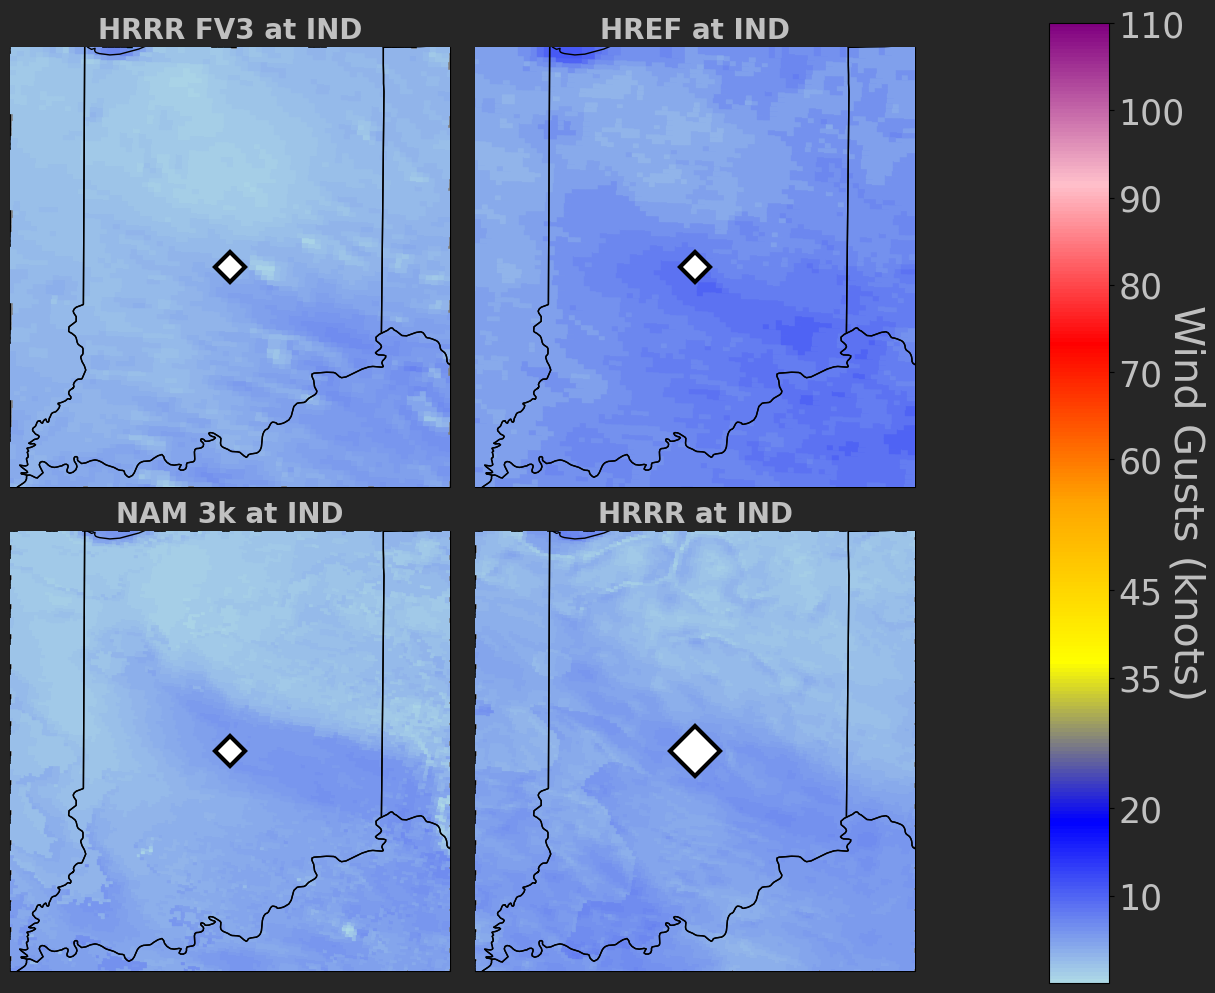 HRRR FV3 at IND
HREF at IND
NAM 3k at IND
HRRR at IND
110
100
90
80
70
60
45
35
20
10
Wind Gusts (knots)